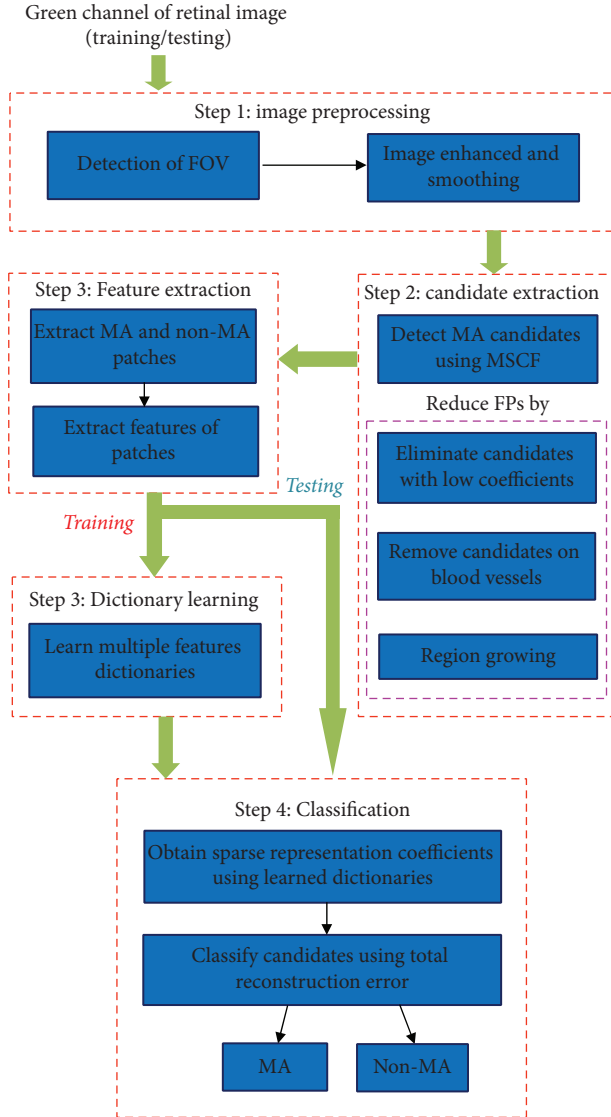 Green channel of retinal image
(training/testing)
Step 1: image preprocessing
Detection of FOV
Image enhanced and
smoothing
Step 2: candidate extraction
Detect MA candidates
using MSCF
Reduce FPs by
Eliminate candidates
with low coefficients
Remove candidates on
blood vessels
Region growing
Step 3: Feature extraction
Extract MA and non-MA
patches
Extract features of
patches
Testing
Training
Step 3: Dictionary learning
Learn multiple features
dictionaries
Step 4: Classification
Obtain sparse representation coefficients
using learned dictionaries
Classify candidates using total
reconstruction error
MA
Non-MA